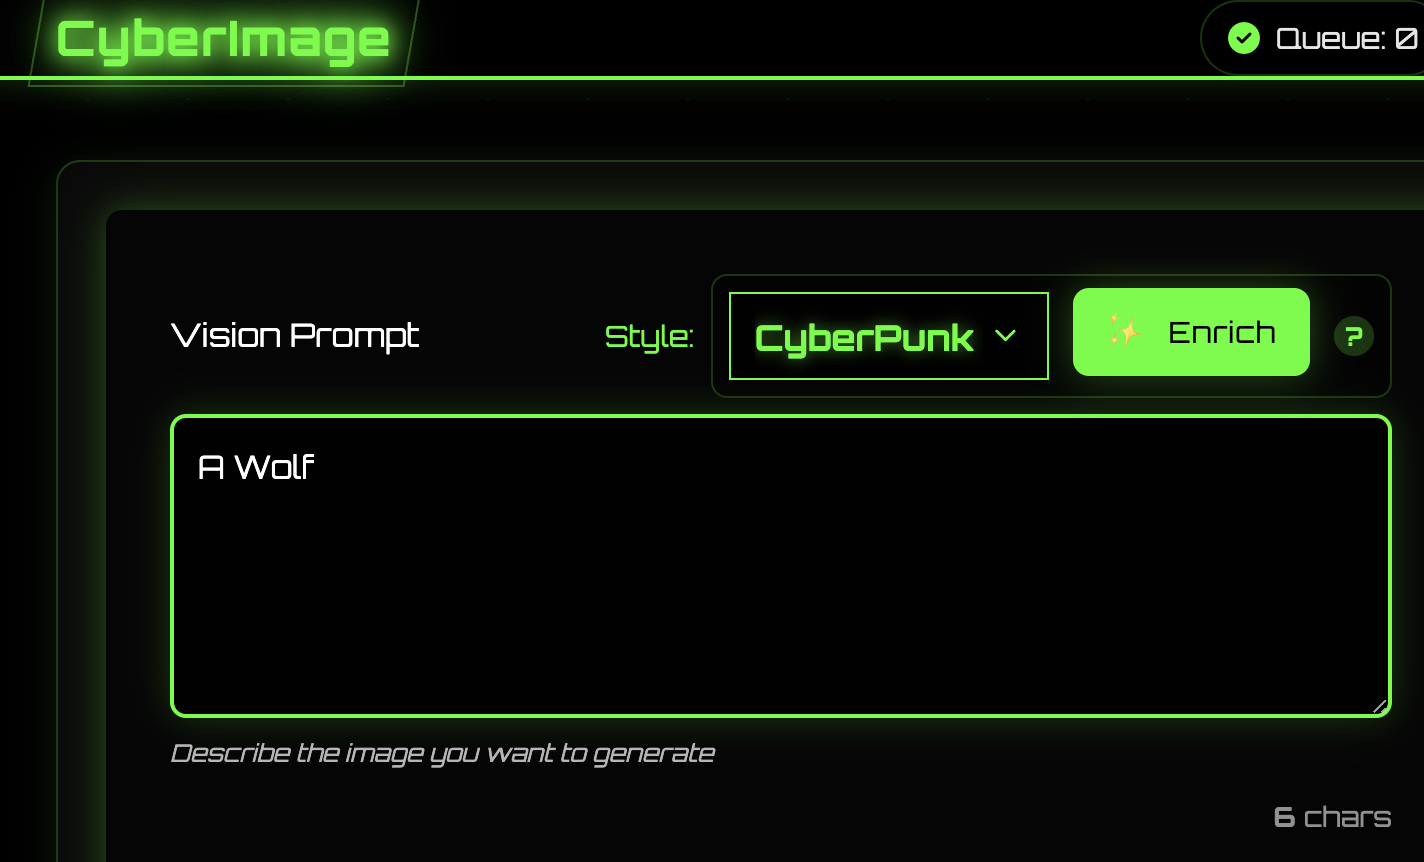 CyberImage
Queue: 0
Vision Prompt
Style:
CyberPunk
✨ Enrich
?
A Wolf
Describe the image you want to generate
6 chars